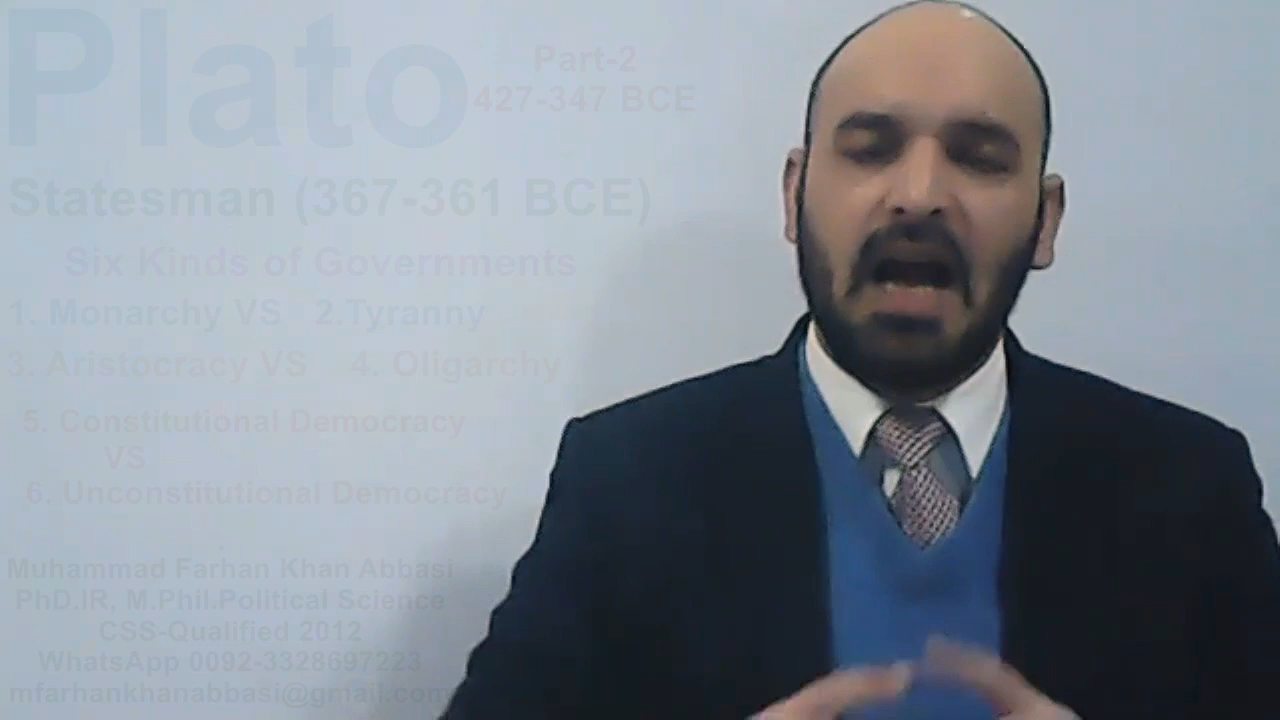 Plato
Part-2
427-347 BCE
Statesman (367-361 BCE)
Six Kinds of Governments
1. Monarchy VS 2.Tyranny
3. Aristocracy VS 4. Oligarchy
5. Constitutional Democracy
VS
6. Unconstitutional Democracy
Muhammad Farhan Khan Abbasi
PhD.IR, M.Phil.Political Science
CSS-Qualified 2012
WhatsApp 0092-3328697223
mfarhankhanabbasi@gmail.com